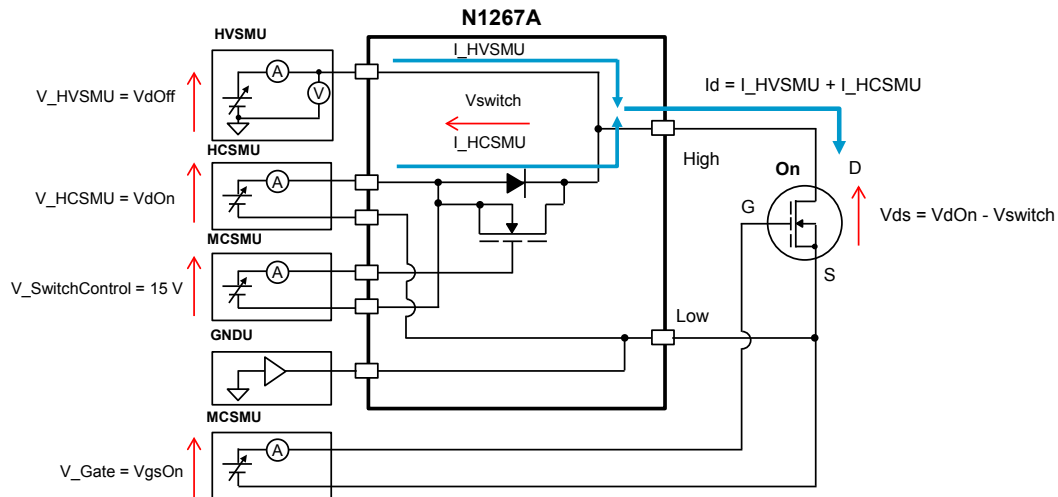 N1267A
HVSMU
A
V
V_HVSMU = VdOff
I_HVSMU
Id = I_HVSMU + I_HCSMU
Vswitch
I_HCSMU
HCSMU
A
V_HCSMU = VdOn
High
On
D
G
Vds = VdOn - Vswitch
S
MCSMU
A
V_SwitchControl = 15 V
Low
GNDU
MCSMU
A
V_Gate = VgsOn